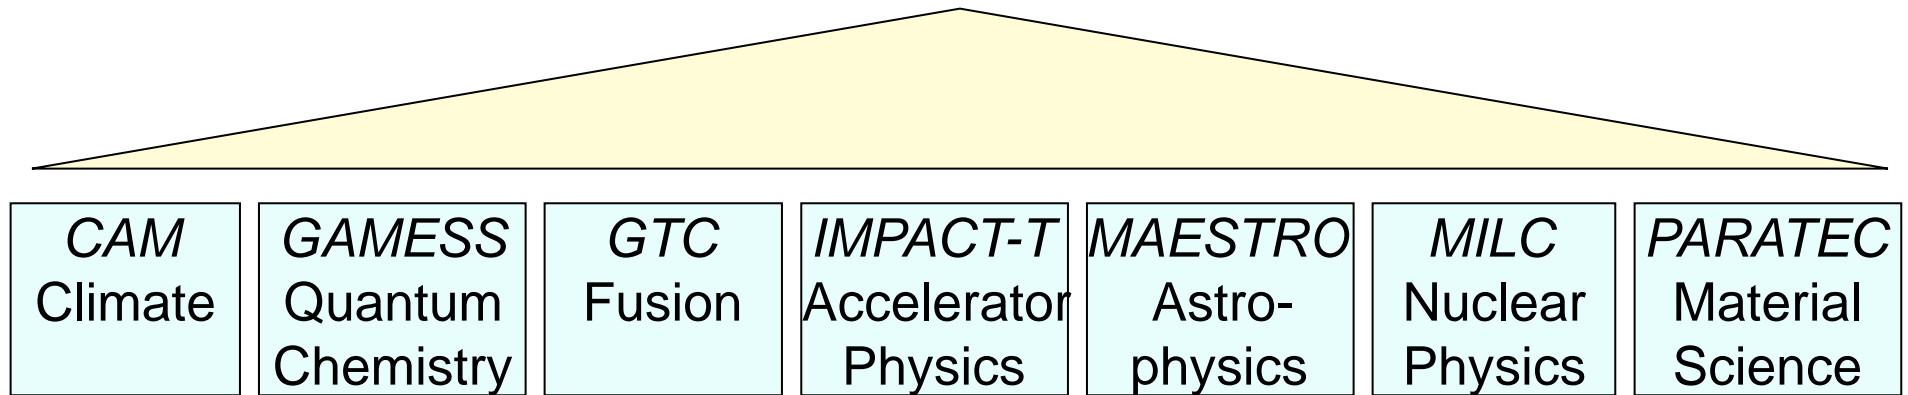 CAM
Climate
GAMESS
Quantum
Chemistry
GTC
Fusion
IMPACT-T
Accelerator
Physics
MAESTRO
Astro-
physics
MILC
Nuclear
Physics
PARATEC
Material
Science